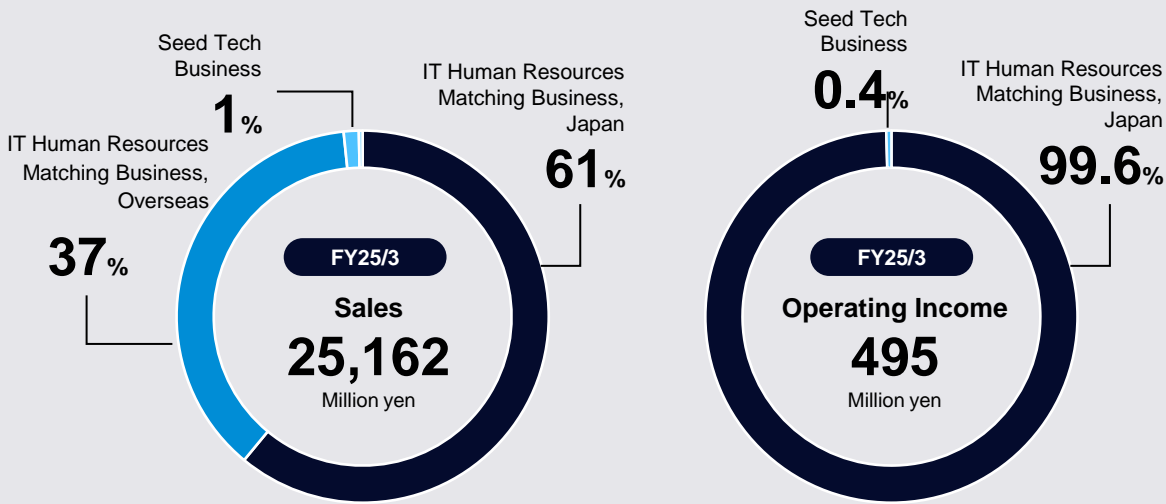 Seed Tech
Business
1%
IT Human Resources
Matching Business,
Japan
61%
IT Human Resources
Matching Business,
Overseas
37%
FY25/3
Sales
25,162
Million yen
Seed Tech
Business
0.4%
IT Human Resources
Matching Business,
Japan
99.6%
FY25/3
Operating Income
495
Million yen